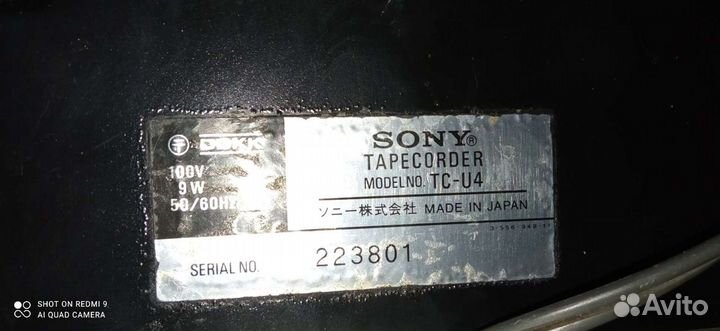 SONY®
TAPECORDER
MODEL NO. TC-U4
ソニー株式会社 MADE IN JAPAN
100V
9W
50/60Hz
SERIAL NO. 223801
SHOT ON REDMI 9
AI QUAD CAMERA
Avito